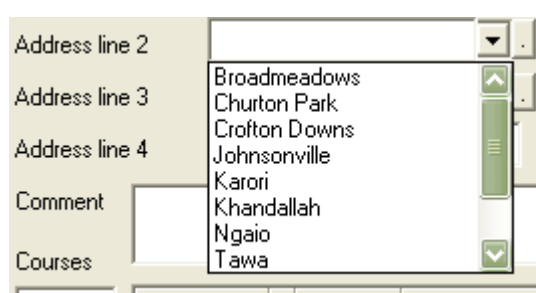 Address line 2
Broadmeadows
Churton Park
Address line 3
Crofton Downs
Johnsonville
Address line 4
Karori
Khandallah
Comment
Ngaio
Tawa
Courses